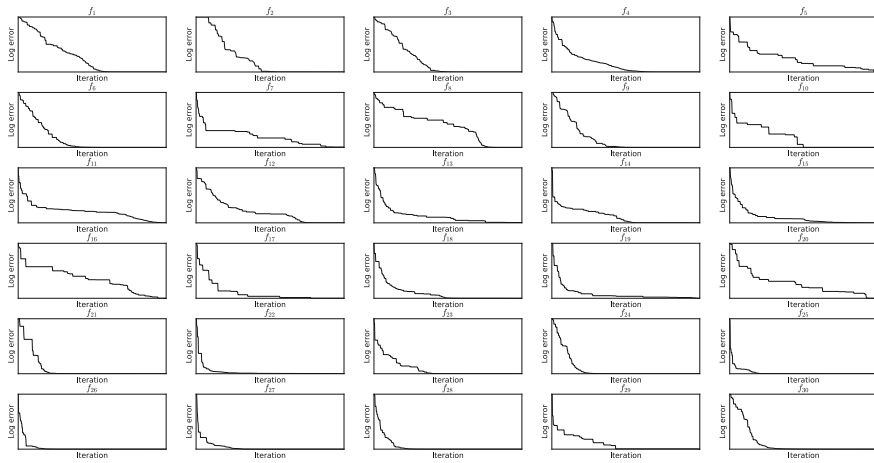 f1 f2 f3 f4 f5
Log error Log error Log error Log error Log error
Iteration Iteration Iteration Iteration Iteration
f6 f7 f8 f9 f10
Log error Log error Log error Log error Log error
Iteration Iteration Iteration Iteration Iteration
f11 f12 f13 f14 f15
Log error Log error Log error Log error Log error
Iteration Iteration Iteration Iteration Iteration
f16 f17 f18 f19 f20
Log error Log error Log error Log error Log error
Iteration Iteration Iteration Iteration Iteration
f21 f22 f23 f24 f25
Log error Log error Log error Log error Log error
Iteration Iteration Iteration Iteration Iteration
f26 f27 f28 f29 f30
Log error Log error Log error Log error Log error
Iteration Iteration Iteration Iteration Iteration